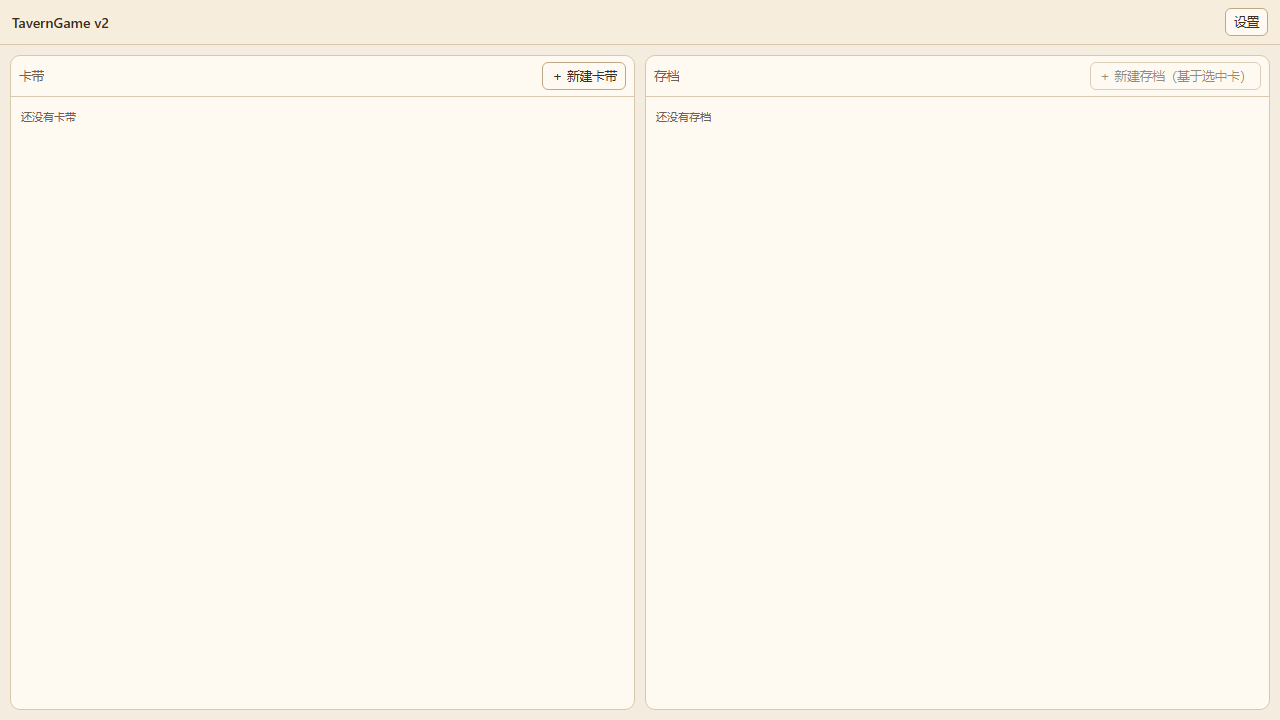 TavernGame v2
设置
卡带
+ 新建卡带
存档
+ 新建存档（基于选中卡）
还没有卡带
还没有存档